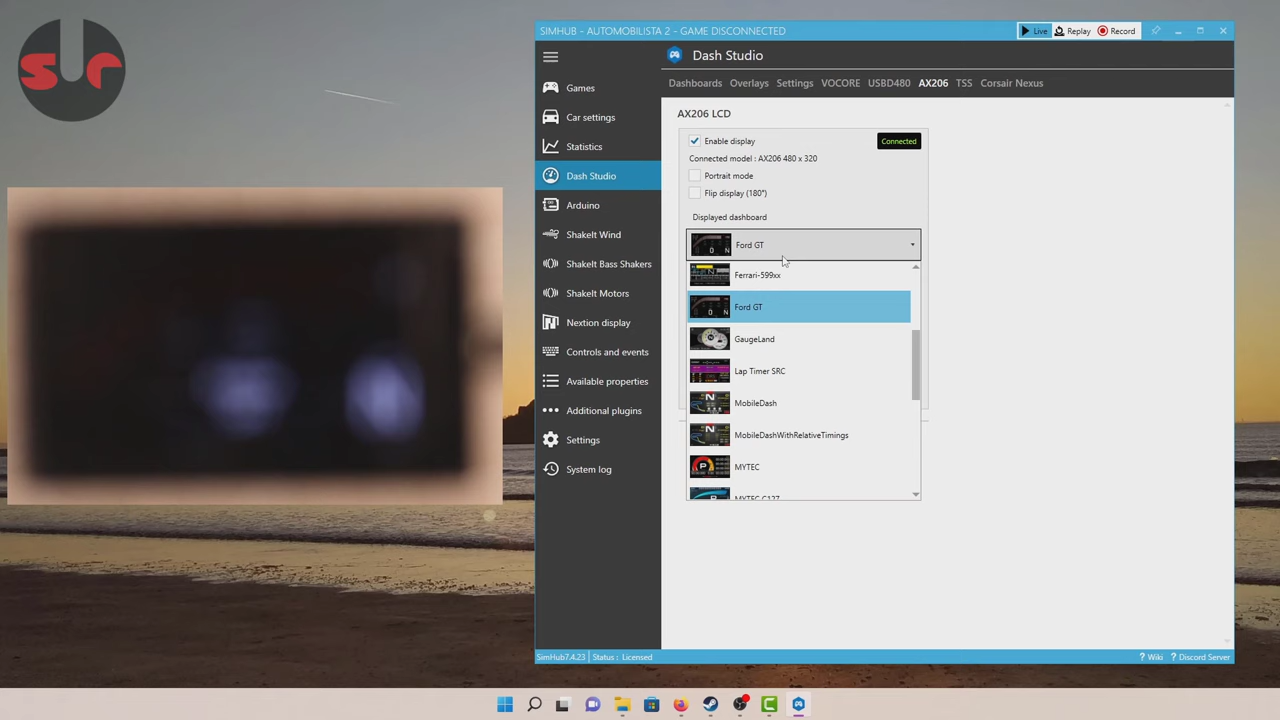 sur
SIMHUB - AUTOMOBILISTA 2 - GAME DISCONNECTED
Live
Replay
Record
Dash Studio
Games
Car settings
Statistics
Dash Studio
Arduino
ShakeIt Wind
ShakeIt Bass Shakers
ShakeIt Motors
Nextion display
Controls and events
Available properties
Additional plugins
Settings
System log
Dashboards Overlays Settings VOCORE USBD480 AX206 TSS Corsair Nexus
AX206 LCD
Enable display
Connected
Connected model : AX206 480 x 320
Portrait mode
Flip display (180°)
Displayed dashboard
Ford GT
Ferrari-599xx
Ford GT
GaugeLand
Lap Timer SRC
MobileDash
MobileDashWithRelativeTimings
MYTEC
MYTEC C127
SimHub7.4.23 Status : Licensed
? Wiki ? Discord Server